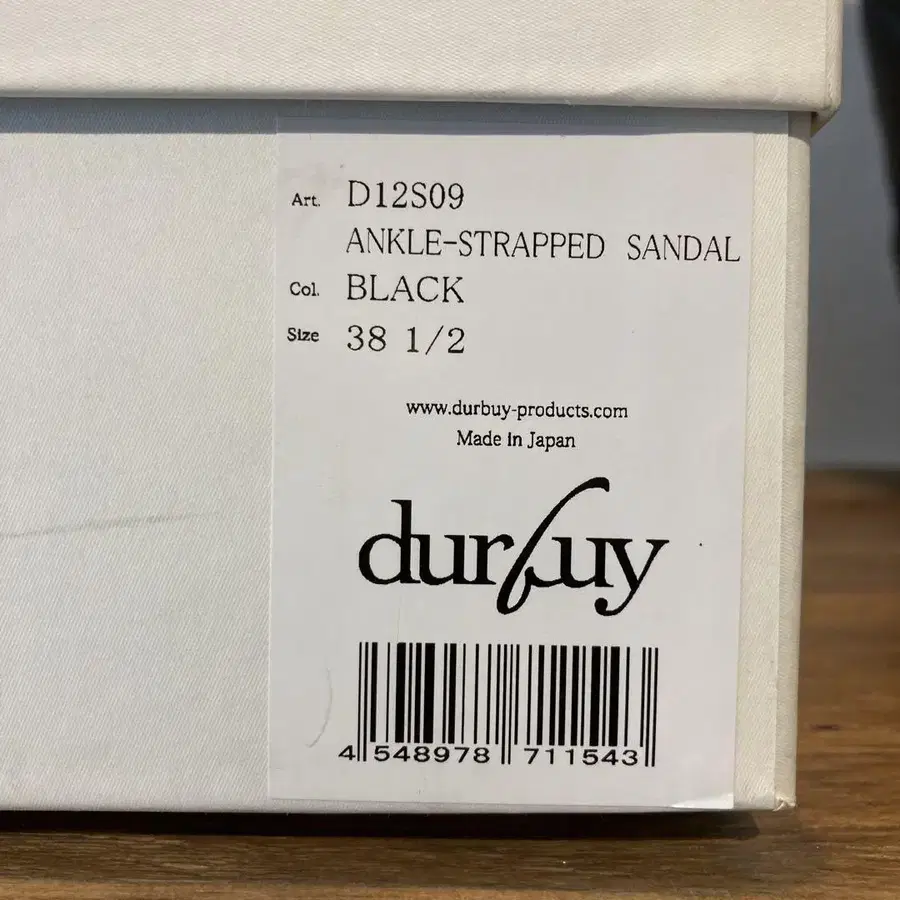 Art. D12S09
ANKLE-STRAPPED SANDAL
Col. BLACK
Size 38 1/2
www.durbuy-products.com
Made in Japan
durbuy
4 548978 711543